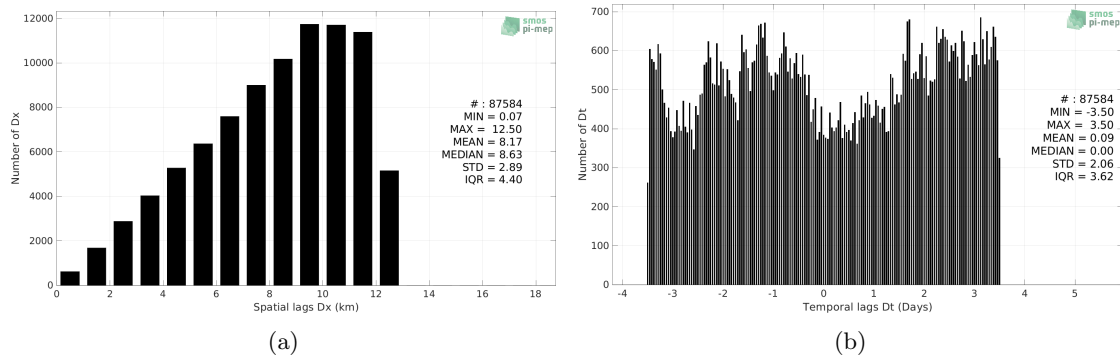 12000
10000
8000
6000
4000
2000
0
Number of Dx
0 2 4 6 8 10 12 14 16 18
Spatial lags Dx (km)
smos
pi-mep
# : 87584
MIN = 0.07
MAX = 12.50
MEAN = 8.17
MEDIAN = 8.63
STD = 2.89
IQR = 4.40
(a)
700
600
500
400
300
200
100
0
Number of Dt
-4 -3 -2 -1 0 1 2 3 4 5
Temporal lags Dt (Days)
smos
pi-mep
# : 87584
MIN = -3.50
MAX = 3.50
MEAN = 0.09
MEDIAN = 0.00
STD = 2.06
IQR = 3.62
(b)